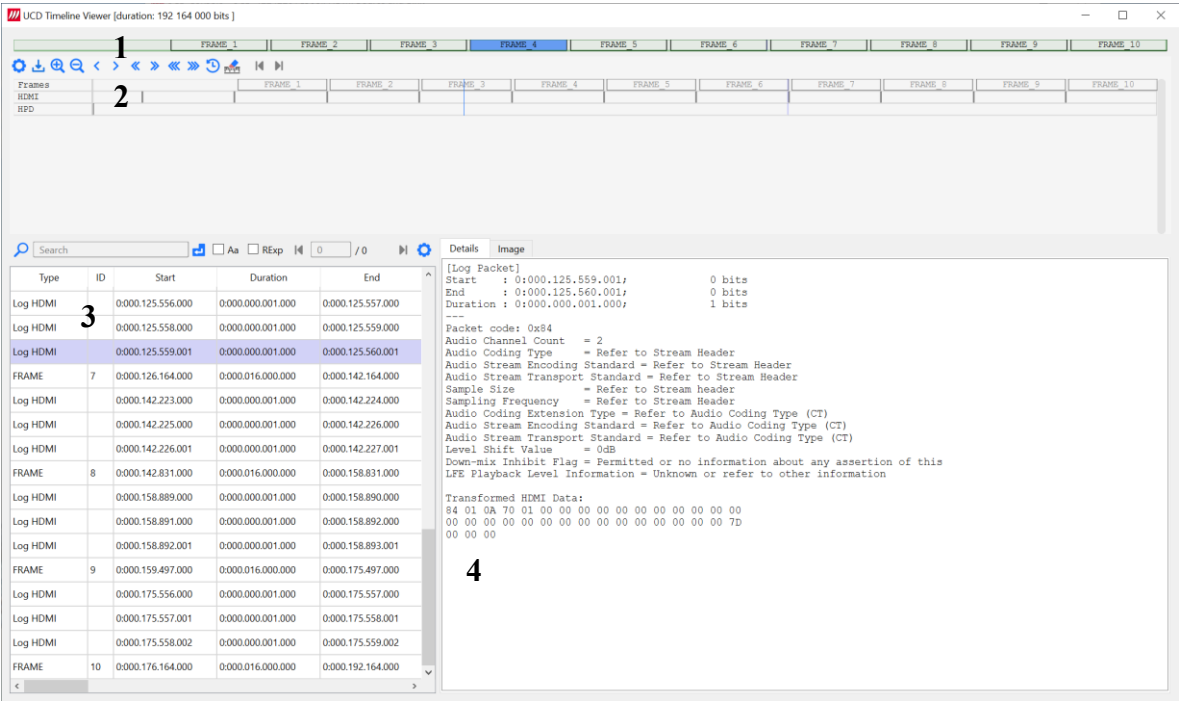 UCD Timeline Viewer [duration: 192 164 000 bits ]
1
FRAME_1 FRAME_2 FRAME_3 FRAME_4 FRAME_5 FRAME_6 FRAME_7 FRAME_8 FRAME_9 FRAME_10
2
Frames FRAME_1 FRAME_2 FRAME_3 FRAME_4 FRAME_5 FRAME_6 FRAME_7 FRAME_8 FRAME_9 FRAME_10
HDMI
HPD
Search Aa RExp 0 / 0
Type ID Start Duration End
3
Log HDMI 0:000.125.556.000 0:000.000.001.000 0:000.125.557.000
Log HDMI 0:000.125.558.000 0:000.000.001.000 0:000.125.559.000
Log HDMI 0:000.125.559.001 0:000.000.001.000 0:000.125.560.001
FRAME 7 0:000.126.164.000 0:000.016.000.000 0:000.142.164.000
Log HDMI 0:000.142.223.000 0:000.000.001.000 0:000.142.224.000
Log HDMI 0:000.142.225.000 0:000.000.001.000 0:000.142.226.000
Log HDMI 0:000.142.226.001 0:000.000.001.000 0:000.142.227.001
FRAME 8 0:000.142.831.000 0:000.016.000.000 0:000.158.831.000
Log HDMI 0:000.158.889.000 0:000.000.001.000 0:000.158.890.000
Log HDMI 0:000.158.891.000 0:000.000.001.000 0:000.158.892.000
Log HDMI 0:000.158.892.001 0:000.000.001.000 0:000.158.893.001
FRAME 9 0:000.159.497.000 0:000.016.000.000 0:000.175.497.000
Log HDMI 0:000.175.556.000 0:000.000.001.000 0:000.175.557.000
Log HDMI 0:000.175.557.001 0:000.000.001.000 0:000.175.558.001
Log HDMI 0:000.175.558.002 0:000.000.001.000 0:000.175.559.002
FRAME 10 0:000.176.164.000 0:000.016.000.000 0:000.192.164.000
Details Image
[Log Packet]
Start : 0:000.125.559.001; 0 bits
End : 0:000.125.560.001; 0 bits
Duration : 0:000.000.001.000; 1 bits
---
Packet code: 0x84
Audio Channel Count = 2
Audio Coding Type = Refer to Stream Header
Audio Stream Encoding Standard = Refer to Stream Header
Audio Stream Transport Standard = Refer to Stream Header
Sample Size = Refer to Stream header
Sampling Frequency = Refer to Stream header
Audio Coding Extension Type = Refer to Audio Coding Type (CT)
Audio Stream Encoding Standard = Refer to Audio Coding Type (CT)
Audio Stream Transport Standard = Refer to Audio Coding Type (CT)
Level Shift Value = 0dB
Down-mix Inhibit Flag = Permitted or no information about any assertion of this
LFE Playback Level Information = Unknown or refer to other information
Transformed HDMI Data:
84 01 0A 70 01 00 00 00 00 00 00 00 00 00 00 00
00 00 00 00 00 00 00 00 00 00 00 00 00 00 00 7D
00 00 00
4